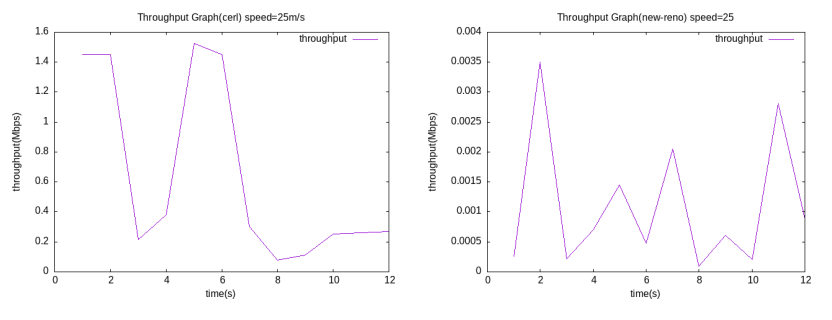 Throughput Graph(cerl) speed=25m/s
throughput
throughput(Mbps)
1.6
1.4
1.2
1
0.8
0.6
0.4
0.2
0
0 2 4 6 8 10 12
time(s)
Throughput Graph(new-reno) speed=25
throughput
throughput(Mbps)
0.004
0.0035
0.003
0.0025
0.002
0.0015
0.001
0.0005
0
0 2 4 6 8 10 12
time(s)